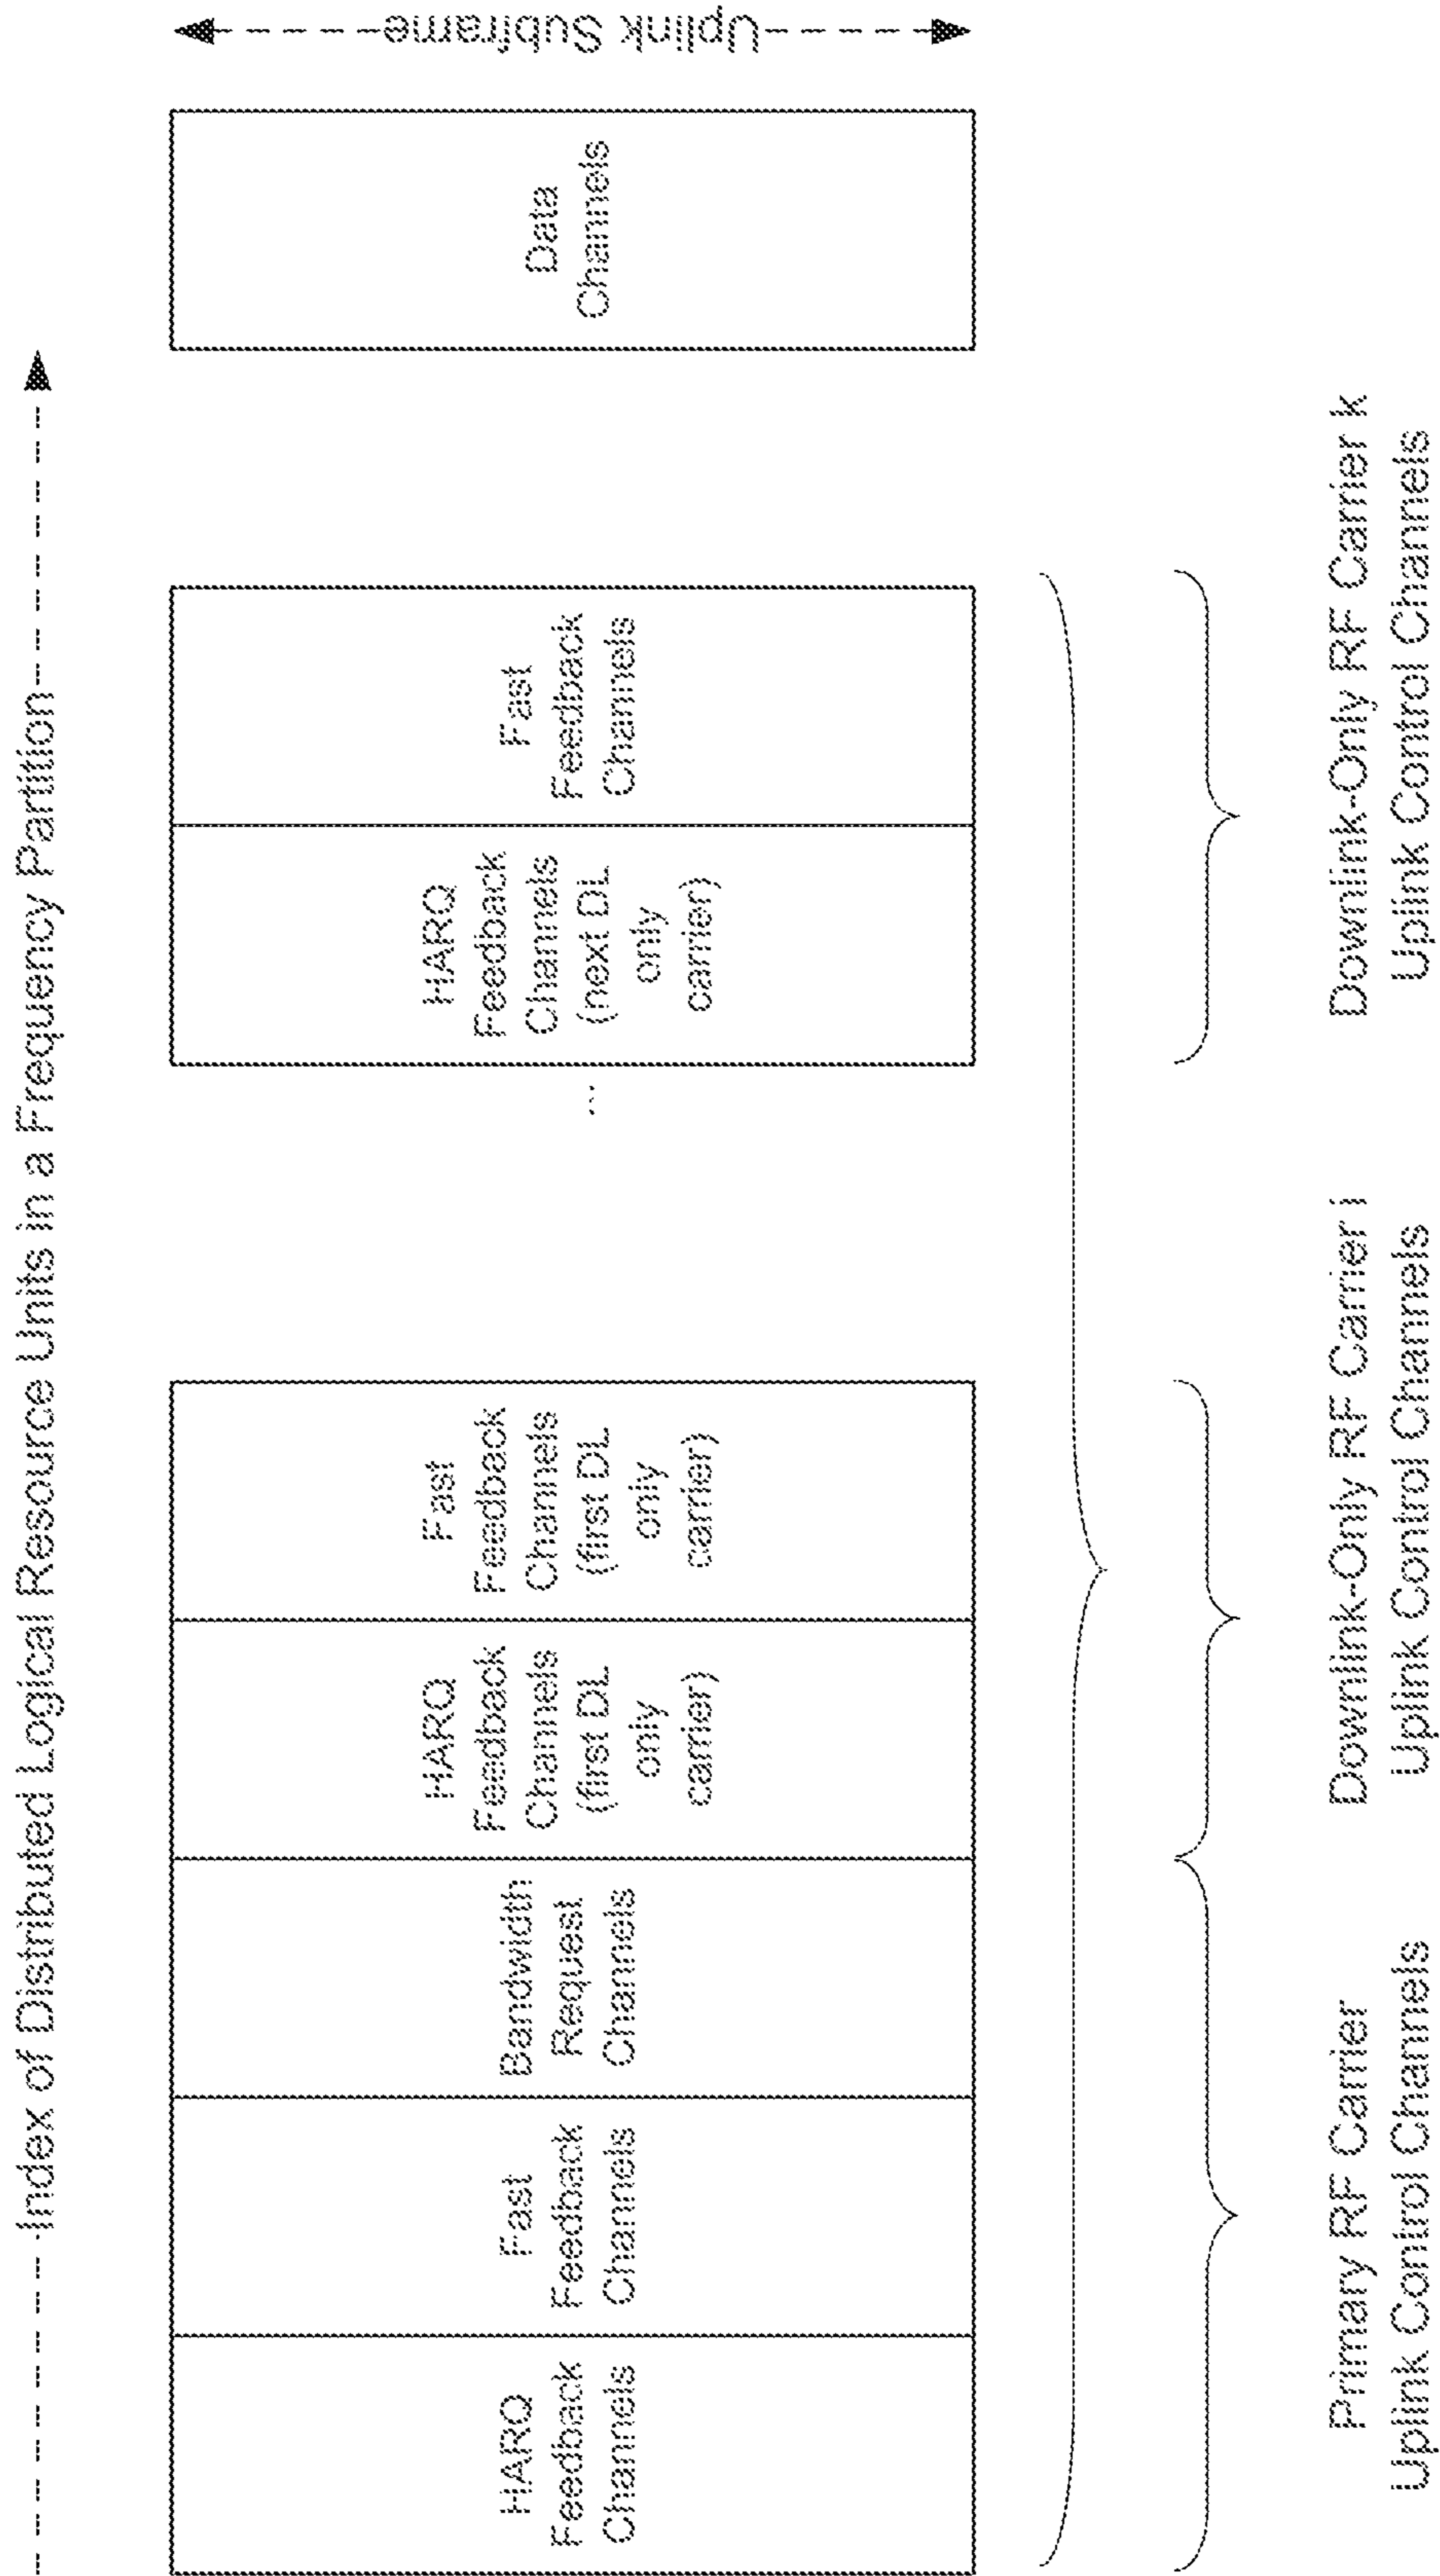 Index of Distributed Logical Resource Units in a Frequency Partition
HARQ
Feedback
Channels
Fast
Feedback
Channels
Bandwidth
Request
Channels
HARQ
Feedback
Channels
(first DL
only
carrier)
Fast
Feedback
Channels
(first DL
only
carrier)
...
HARQ
Feedback
Channels
(next DL
only
carrier)
Fast
Feedback
Channels
Data
Channels
Uplink Subframe
Primary RF Carrier
Uplink Control Channels
Downlink-Only RF Carrier i
Uplink Control Channels
Downlink-Only RF Carrier k
Uplink Control Channels